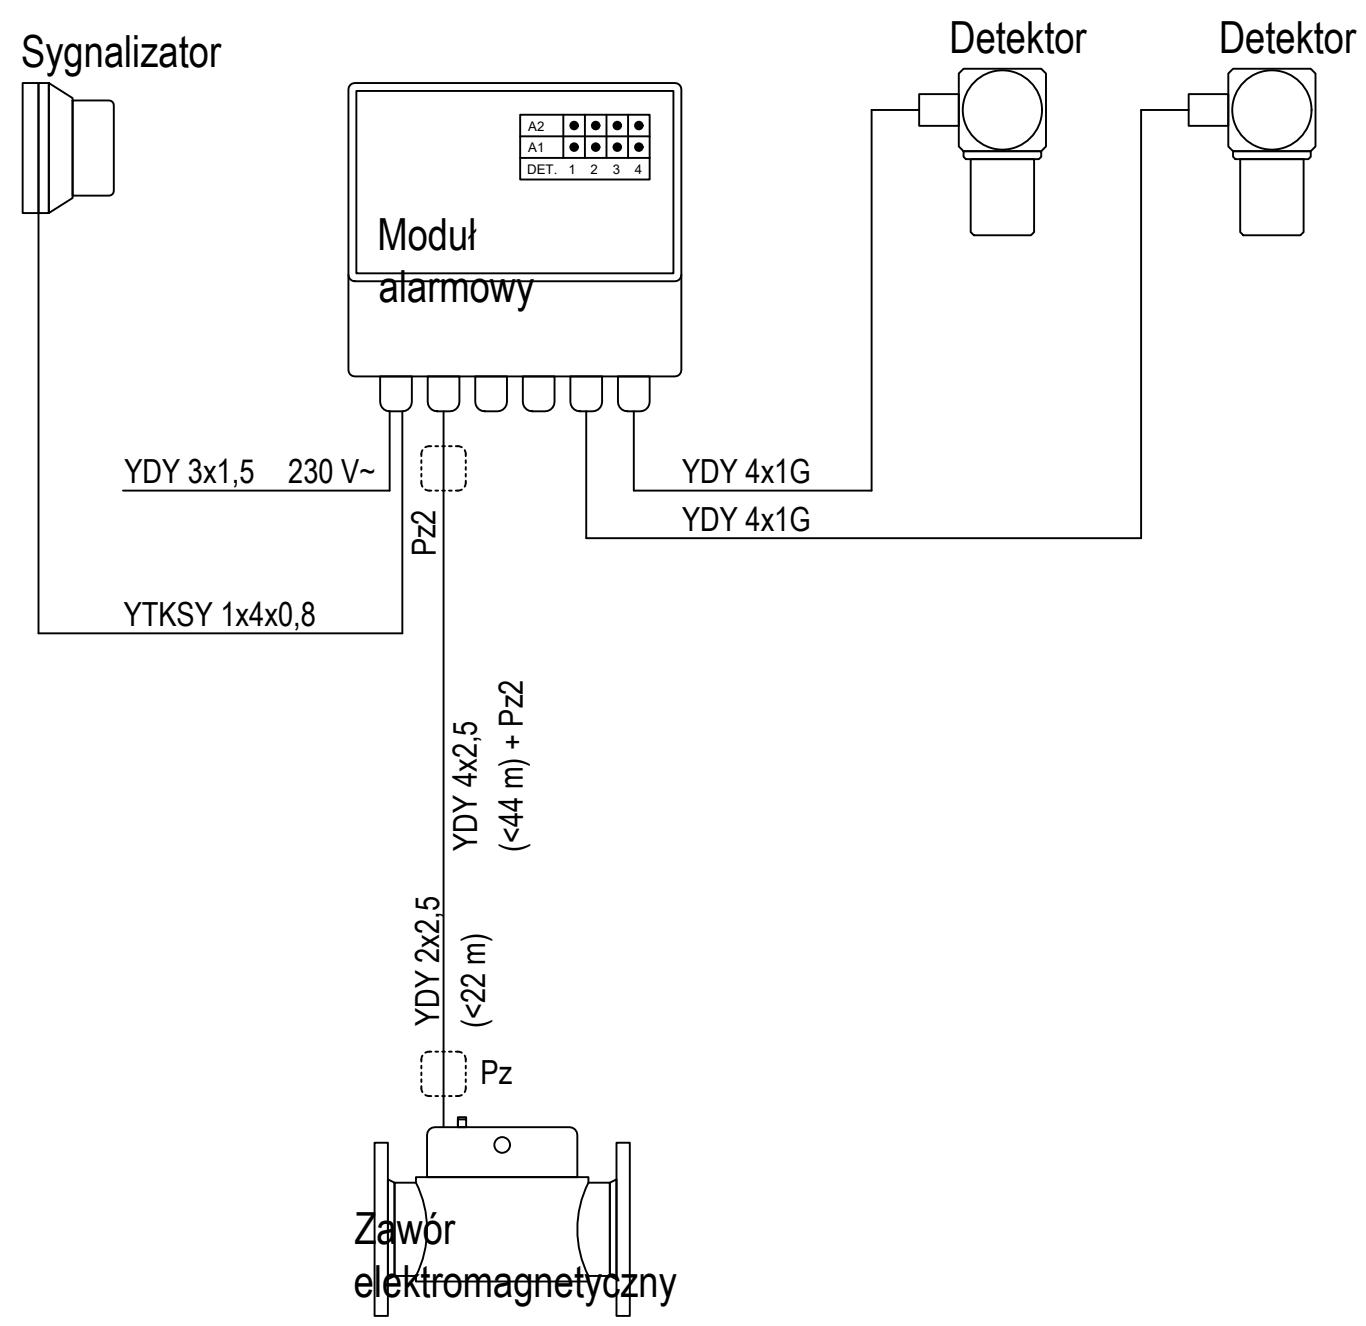 Sygnalizator
Detektor
Detektor
A2
A1
DET. 1 2 3 4
Moduł
alarmowy
YDY 3x1,5 230 V~
YDY 4x1G
YDY 4x1G
Pz2
YTKSY 1x4x0,8
YDY 4x2,5
(<44 m) + Pz2
YDY 2x2,5
(<22 m)
Pz
Zawór
elektromagnetyczny